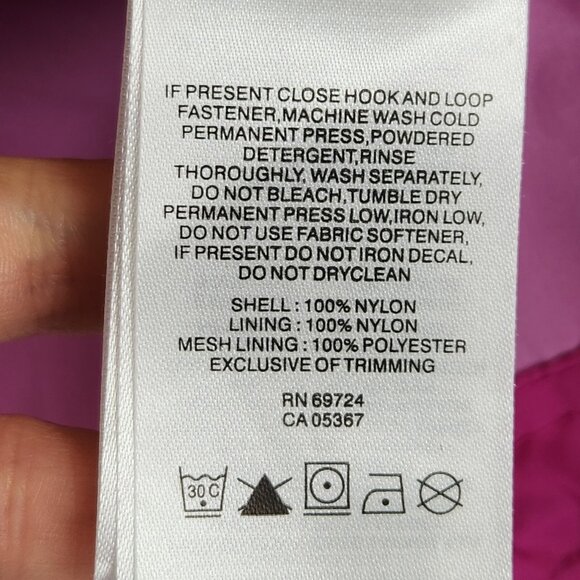 IF PRESENT CLOSE HOOK AND LOOP
FASTENER,MACHINE WASH COLD
PERMANENT PRESS,POWDERED
DETERGENT,RINSE
THOROUGHLY, WASH SEPARATELY,
DO NOT BLEACH,TUMBLE DRY
PERMANENT PRESS LOW,IRON LOW,
DO NOT USE FABRIC SOFTENER,
IF PRESENT DO NOT IRON DECAL,
DO NOT DRYCLEAN
SHELL : 100% NYLON
LINING : 100% NYLON
MESH LINING : 100% POLYESTER
EXCLUSIVE OF TRIMMING
RN 69724
CA 05367
30 C